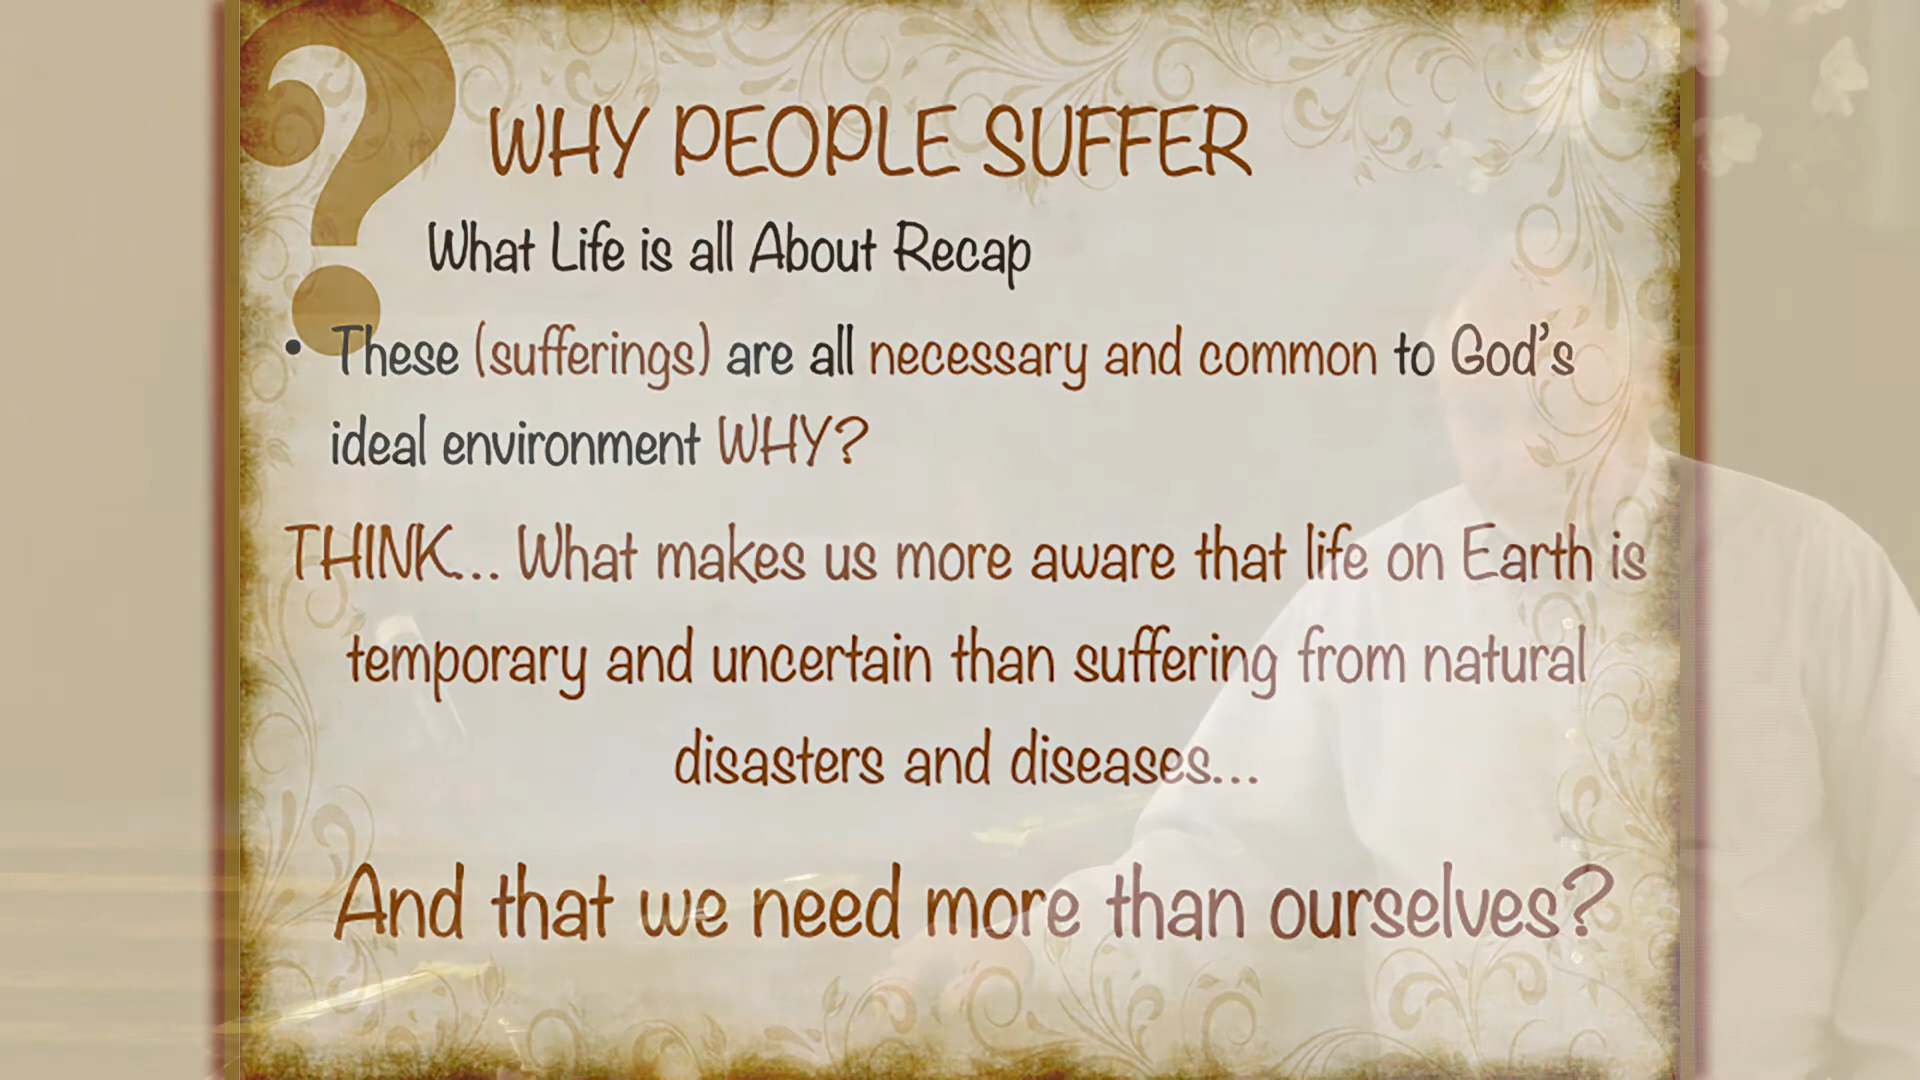 WHY PEOPLE SUFFER
What Life is all About Recap
• These (sufferings) are all necessary and common to God's
ideal environment WHY?
THINK... What makes us more aware that life on Earth is
temporary and uncertain than suffering from natural
disasters and diseases...
And that we need more than ourselves?